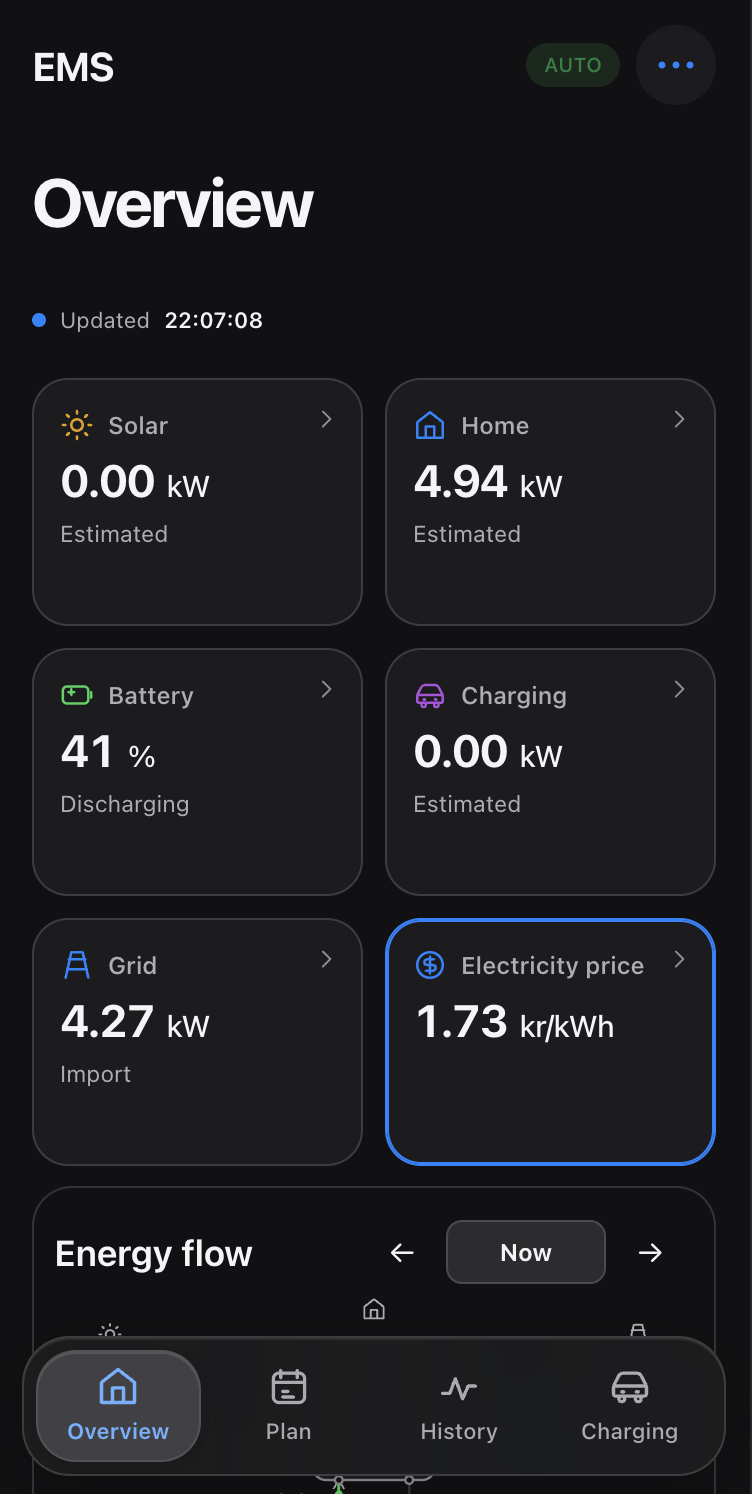 EMS
AUTO
Overview
Updated 22:07:08
Solar
0.00 kW
Estimated
Home
4.94 kW
Estimated
Battery
41 %
Discharging
Charging
0.00 kW
Estimated
Grid
4.27 kW
Import
Electricity price
1.73 kr/kWh
Energy flow
Now
Overview
Plan
History
Charging